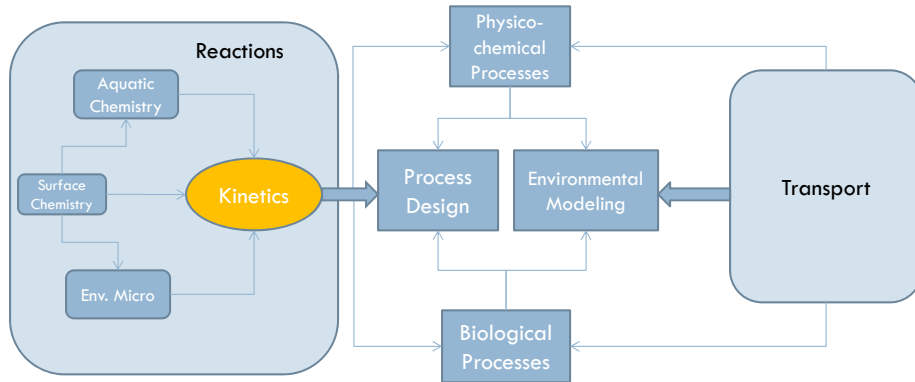 Reactions
Aquatic
Chemistry
Surface
Chemistry
Env. Micro
Kinetics
Physico-
chemical
Processes
Process
Design
Environmental
Modeling
Biological
Processes
Transport